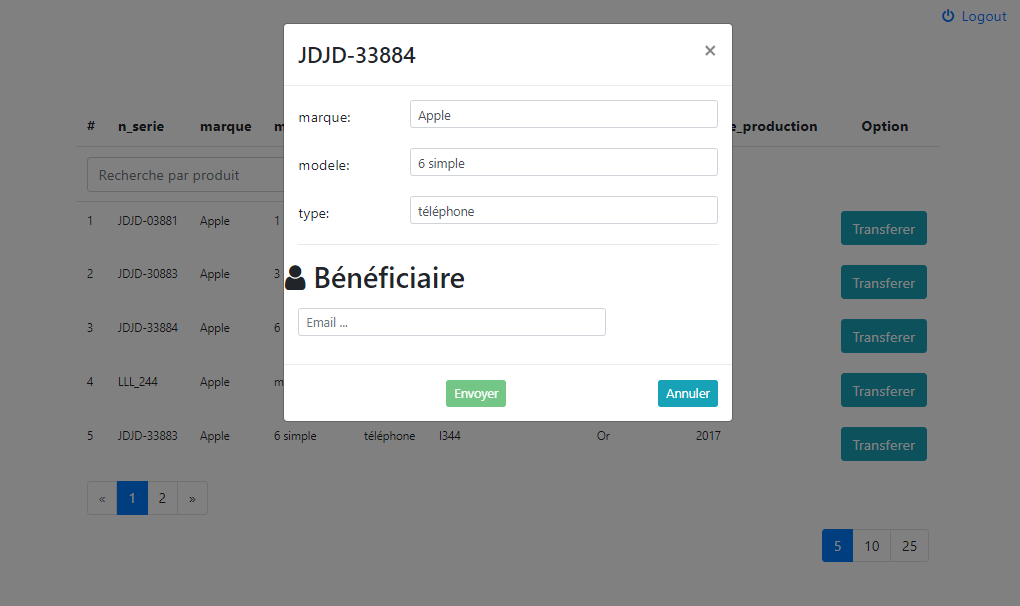 Logout
JDJD-33884
×
marque: Apple
modele: 6 simple
type: téléphone
Bénéficiaire
Email ...
Envoyer Annuler
# n_serie marque m e_production Option
Recherche par produit
1 JDJD-03881 Apple 1 Transferer
2 JDJD-30883 Apple 3 Transferer
3 JDJD-33884 Apple 6 Transferer
4 LLL_244 Apple m Transferer
5 JDJD-33883 Apple 6 simple téléphone I344 Or 2017 Transferer
« 1 2 »
5 10 25